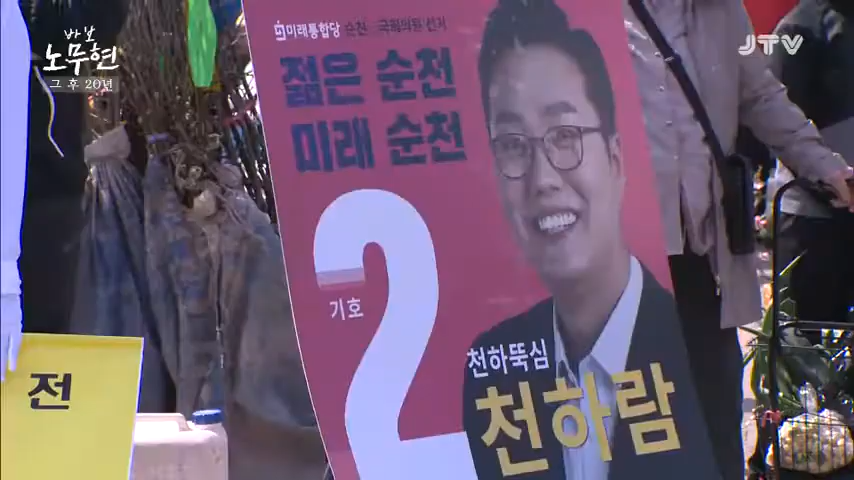 바보
노무현
그 후 20년
JTV
미래통합당 순천 국회의원 선거
젊은 순천
미래 순천
2
기호
천하뚝심
천하람
전